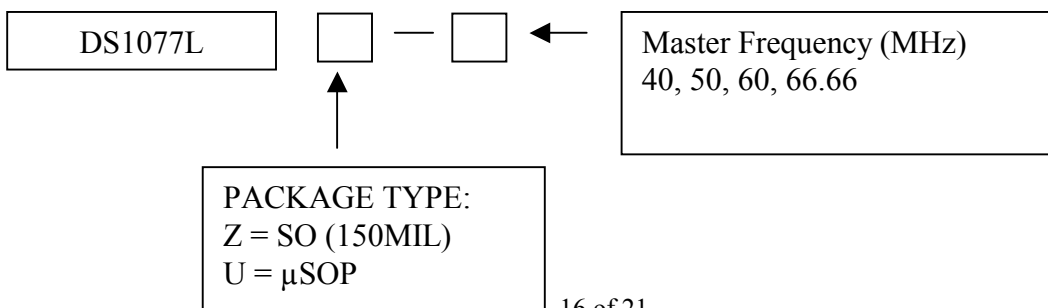 DS1077L
—
Master Frequency (MHz)
40, 50, 60, 66.66
PACKAGE TYPE:
Z = SO (150MIL)
U = µSOP
16 of 21